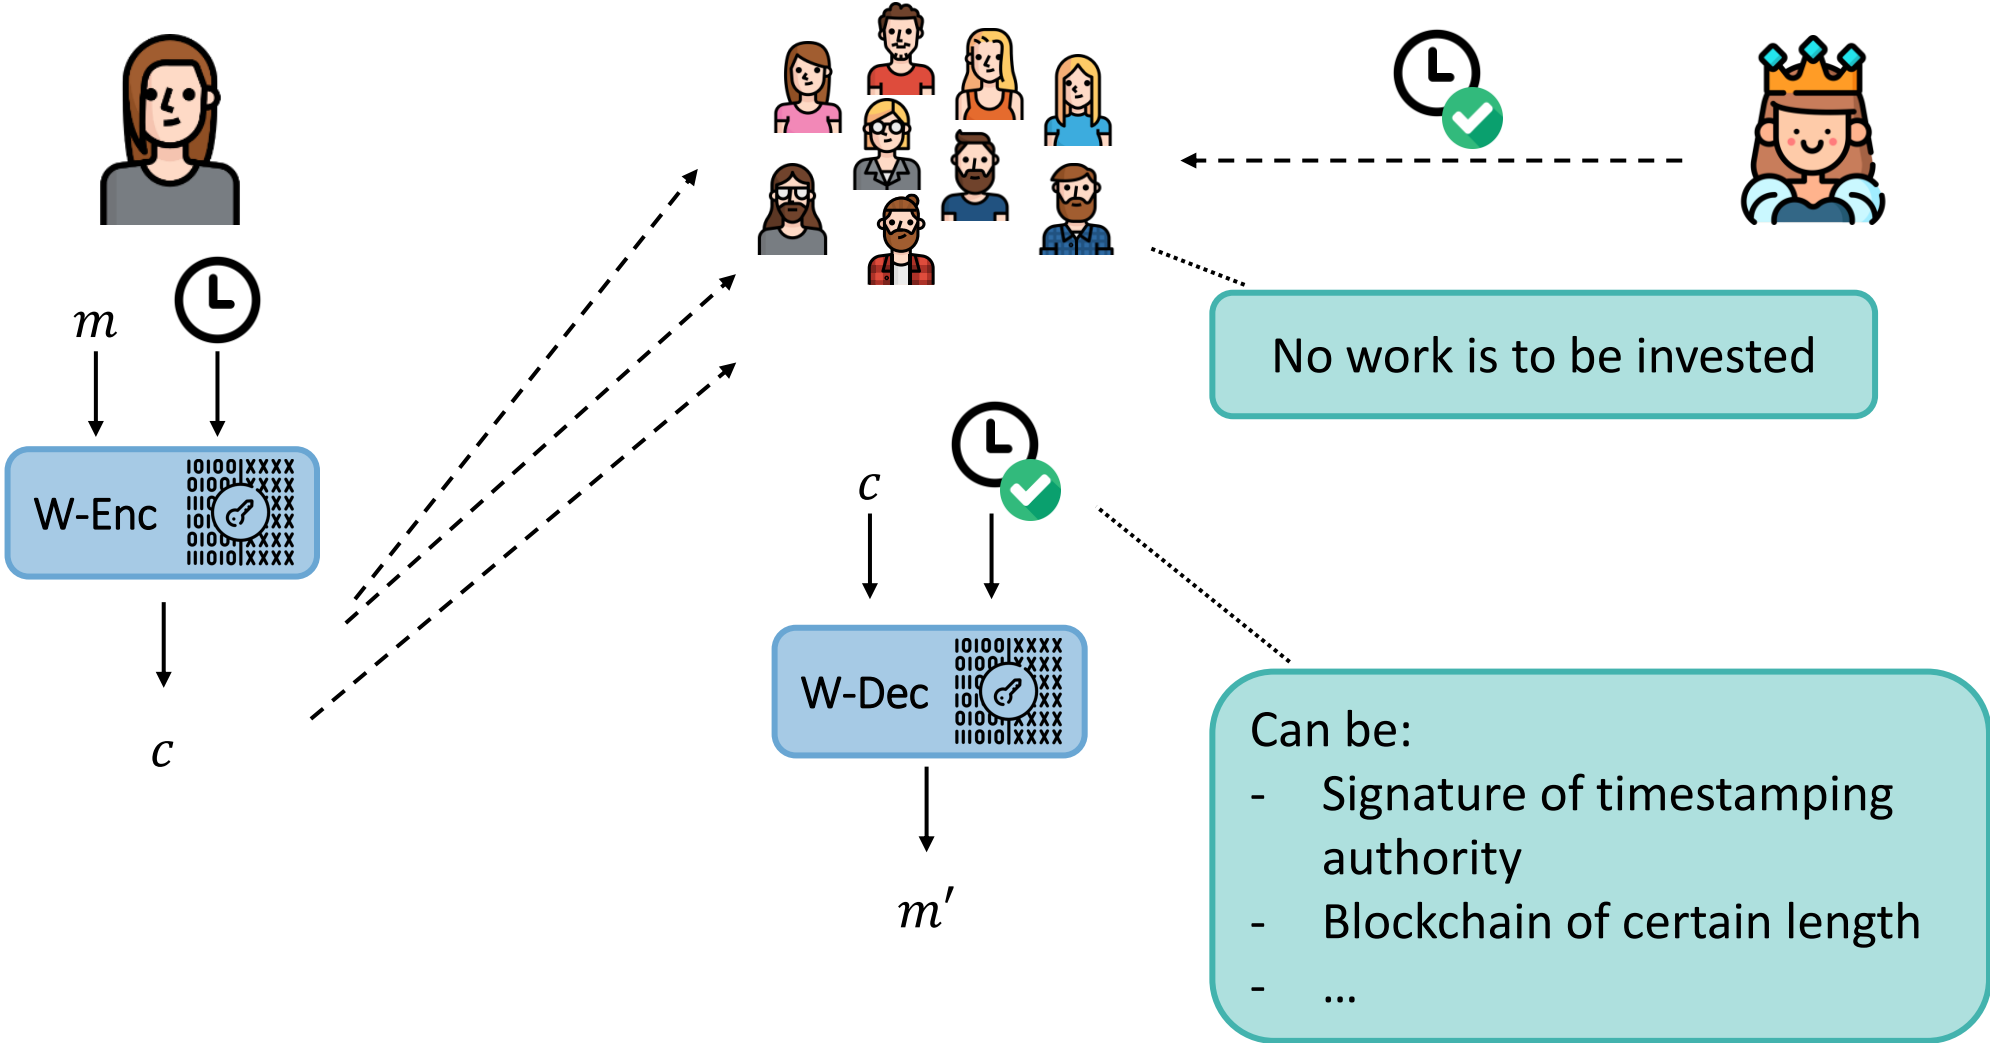 m
W-Enc
c
No work is to be invested
c
W-Dec
m′
Can be:
- Signature of timestamping
authority
- Blockchain of certain length
- …